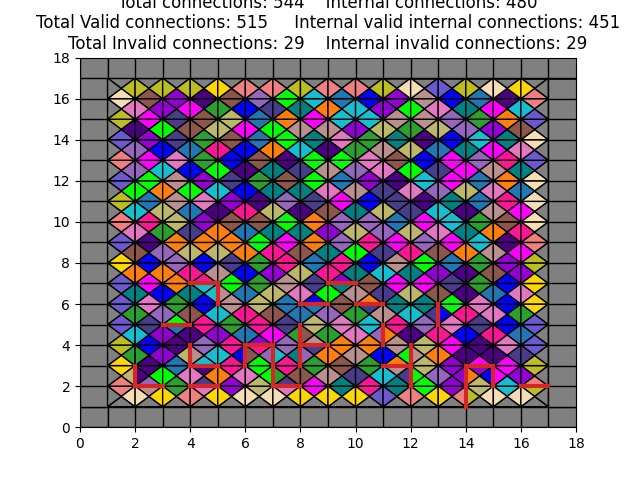 Total connections: 544    Internal connections: 480
Total Valid connections: 515    Internal valid internal connections: 451
Total Invalid connections: 29    Internal invalid connections: 29
18
16
14
12
10
8
6
4
2
0
0 2 4 6 8 10 12 14 16 18